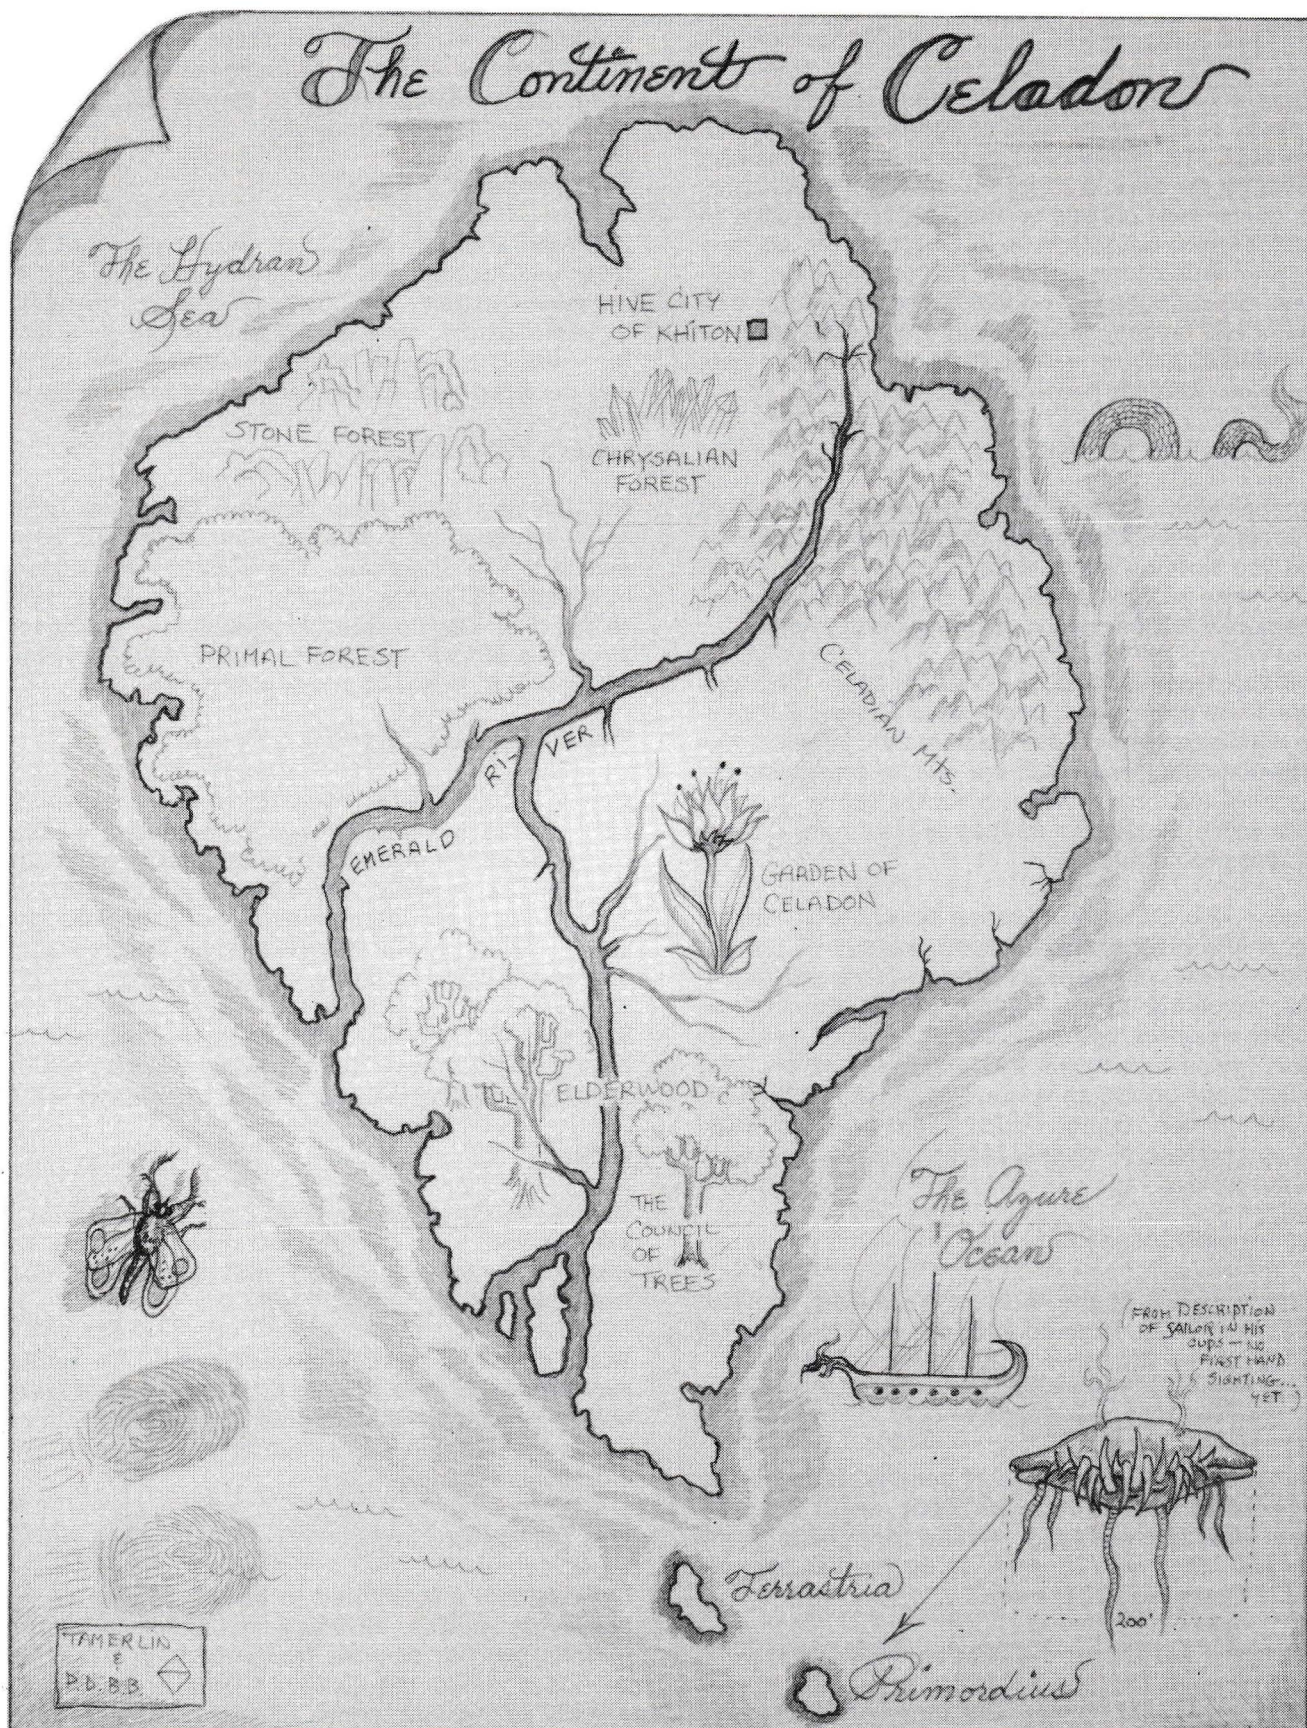 The Continent of Celadon
The Hydran
Sea
HIVE CITY
OF KHITON
STONE FOREST
CHRYSALIAN
FOREST
PRIMAL FOREST
CELADIAN MTS.
EMERALD RI-VER
GARDEN OF
CELADON
ELDERWOOD
THE
COUNCIL
OF
TREES
The Azure
Ocean
(FROM DESCRIPTION
OF SAILOR IN HIS
CUPS — NO
FIRST HAND
SIGHTING...
YET.)
200'
Terrastria
Primordius
TAMERLIN
&
P.D.B.B.